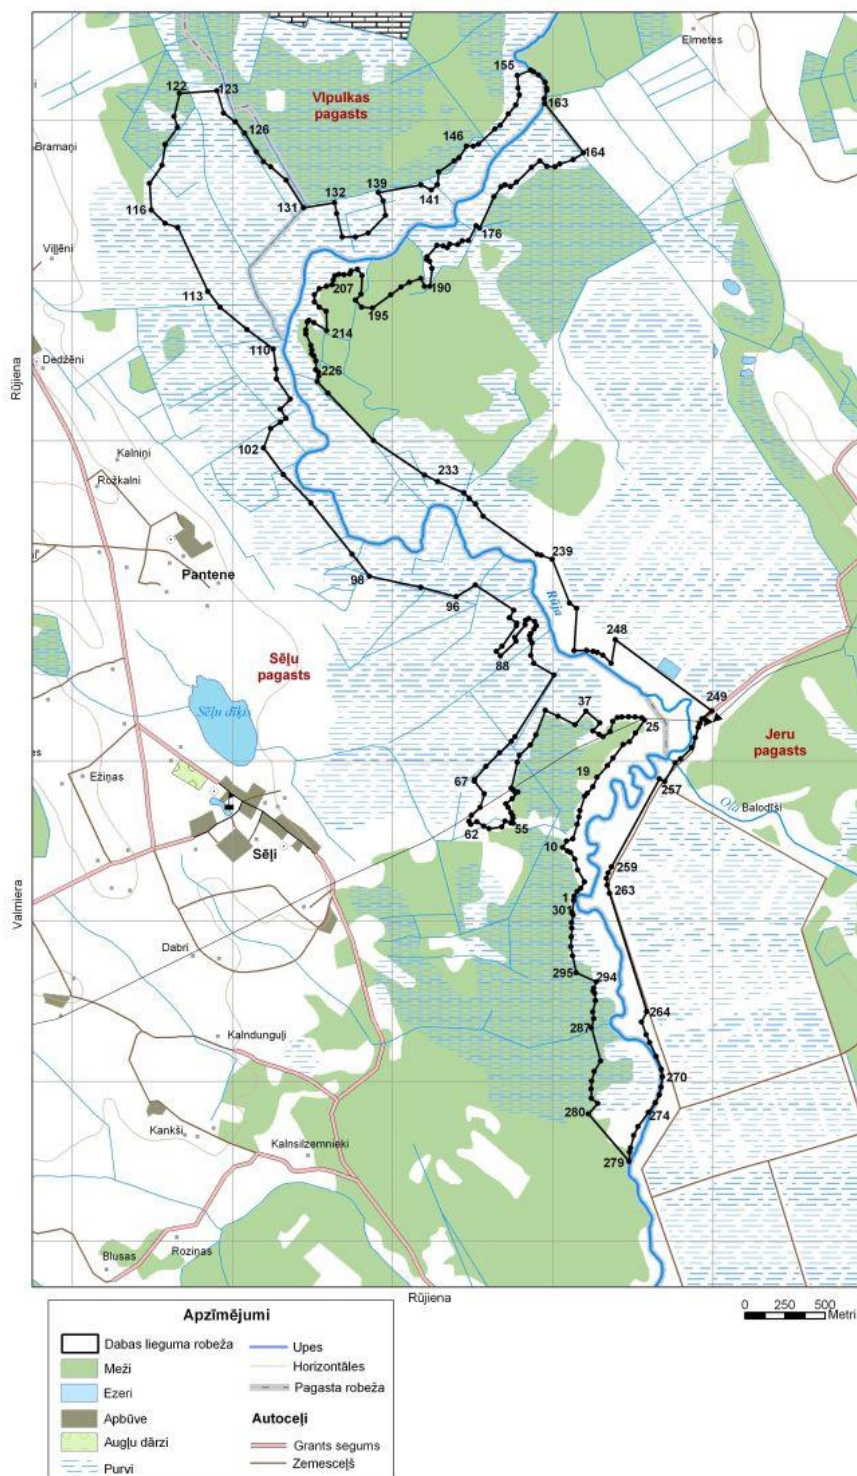 Elmetes
155
122
123
Vīpulkas
pagasts
163
126
146
Bramaņi
164
139
141
131
132
116
176
Viļļēni
207
190
113
195
214
110
Dedžēni
226
Rūjiena
102
Kalniņi
233
Rožkalni
239
98
Pantene
96
Rūja
248
Sēļu
pagasts
88
249
37
25
Sēļu dīķis
Jeru
pagasts
19
Ežiņas
67
257
Oļa
Balodīši
62
55
10
Sēļi
259
263
1
301
Valmiera
Dabri
295
294
264
287
Kalndunguļi
270
274
280
Kankši
Kalnsilzemnieki
279
Roziņas
Blusas
Rūjiena
0 250 500
Metri
Apzīmējumi
Dabas lieguma robeža
Meži
Ezeri
Apbūve
Augļu dārzi
Purvi
Upes
Horizontāles
Pagasta robeža
Autoceļi
Grants segums
Zemesceļš